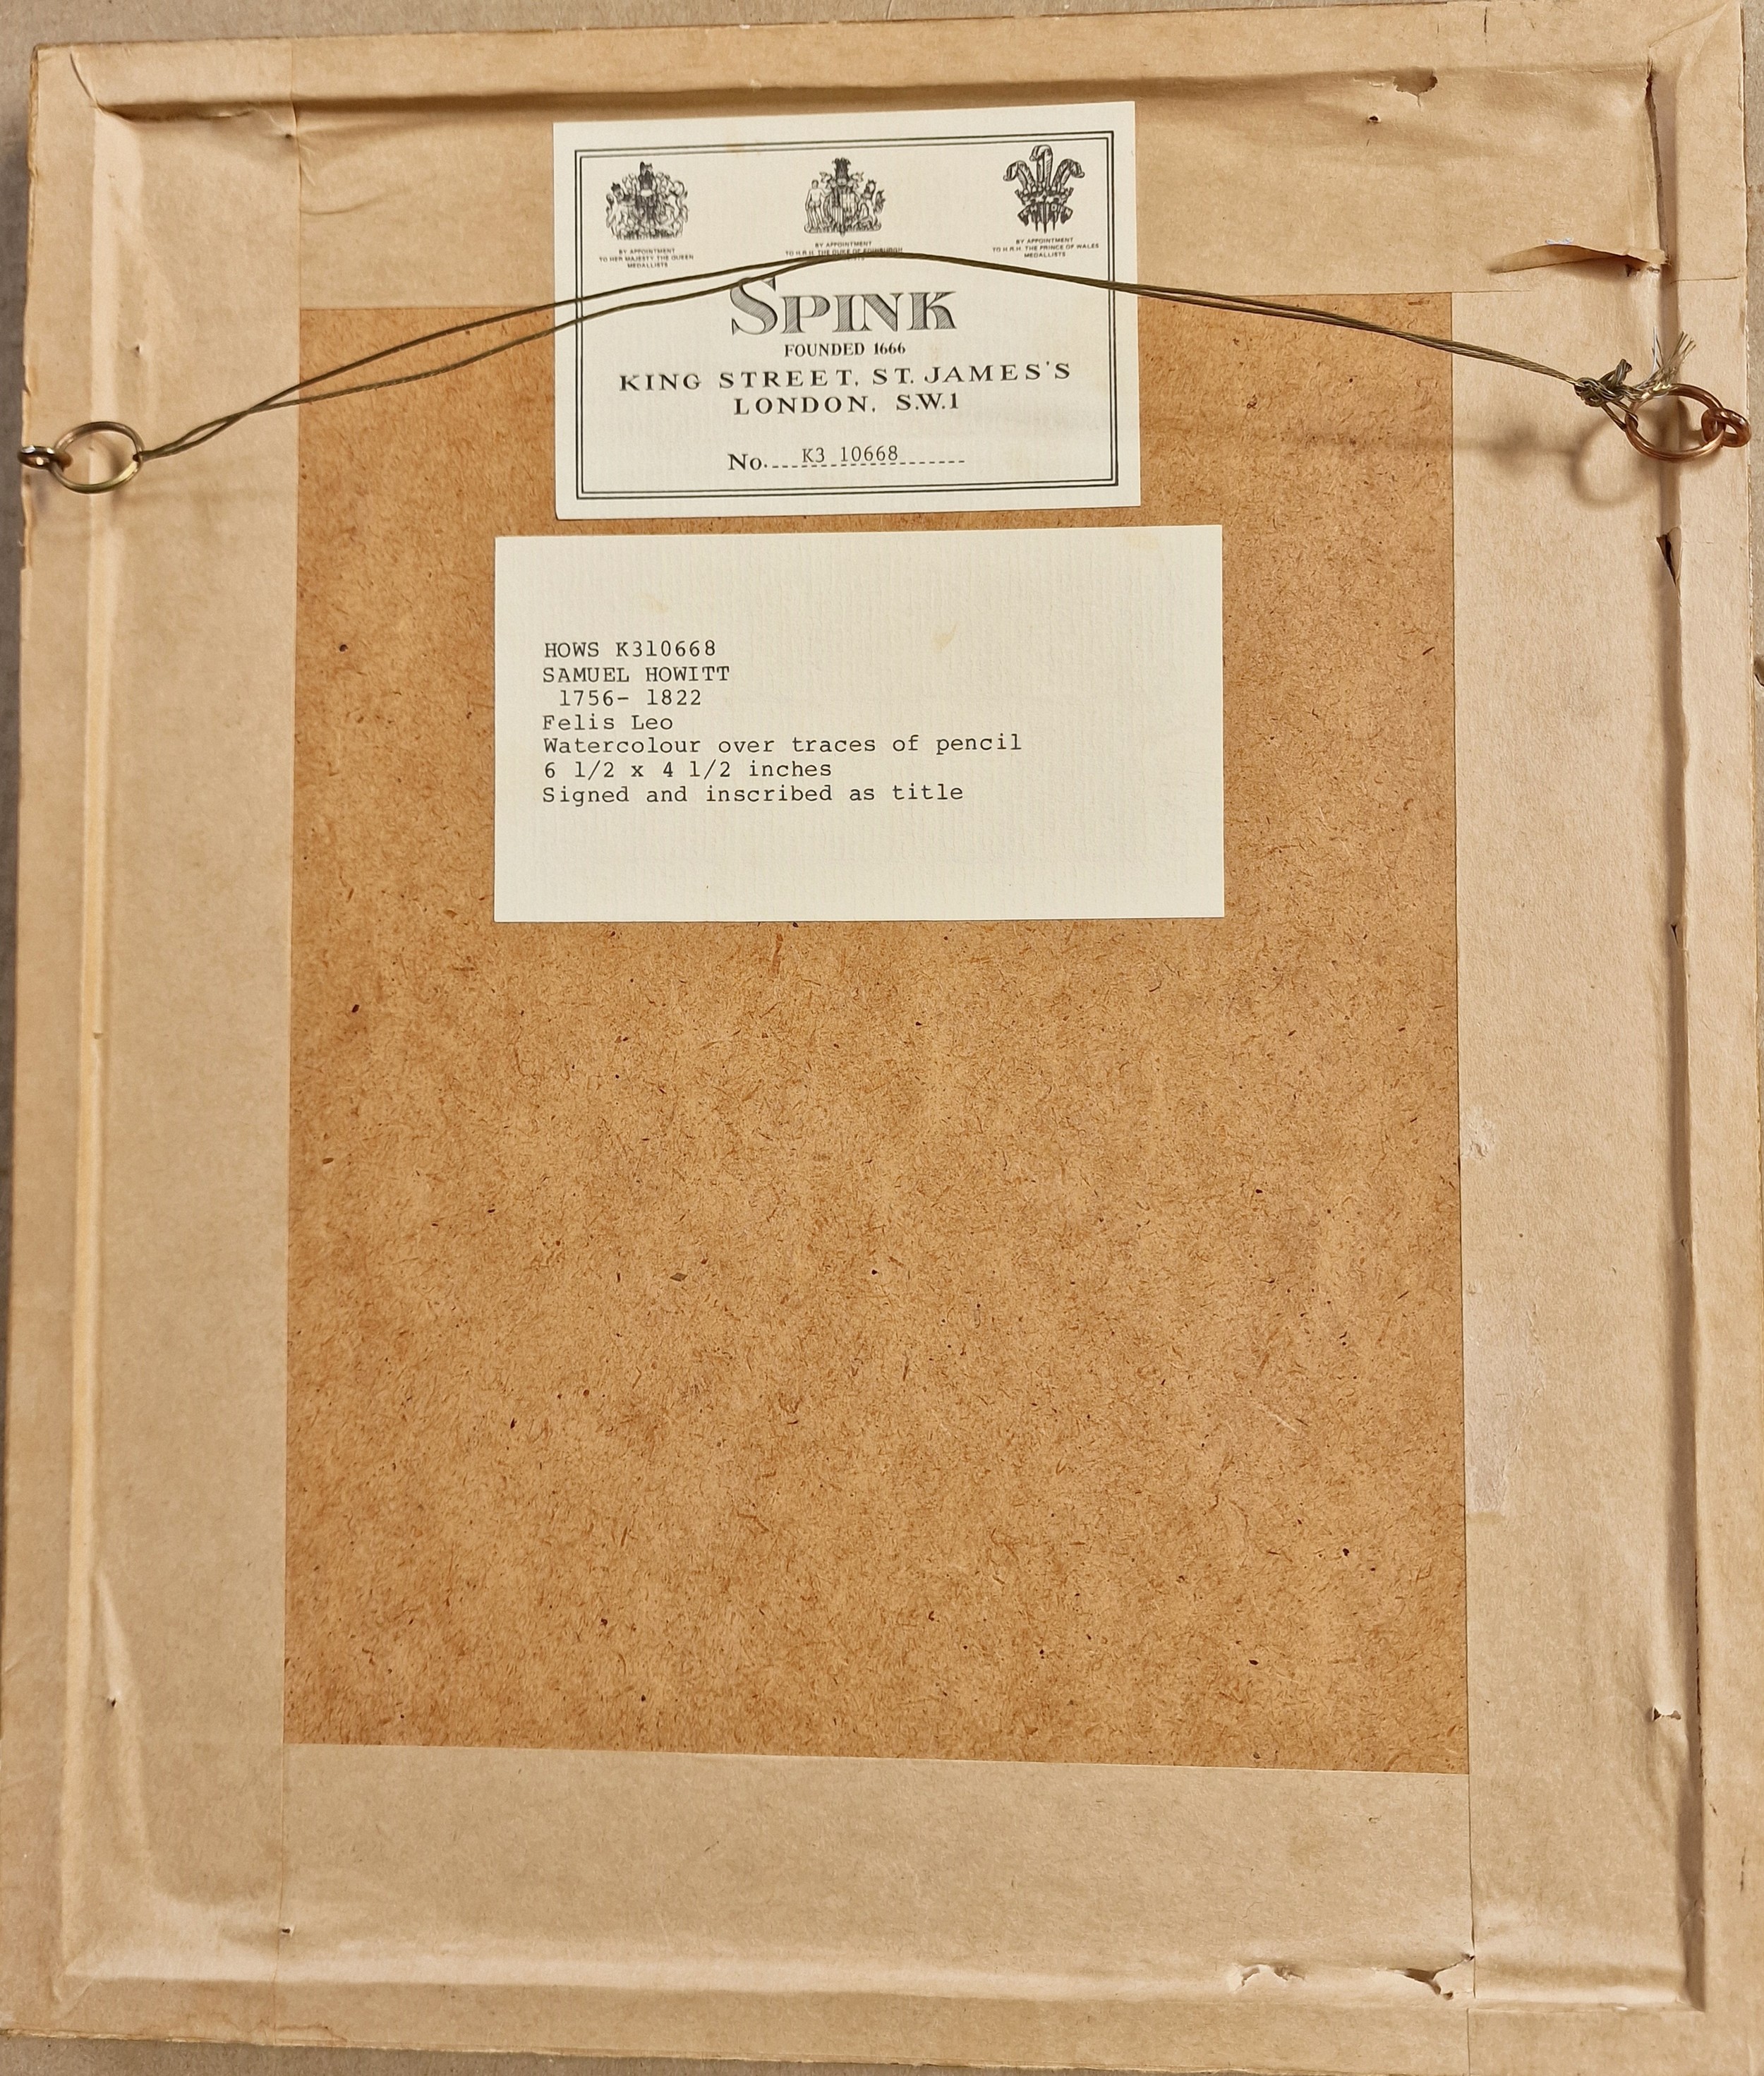 BY APPOINTMENT
TO HER MAJESTY THE QUEEN
MEDALLISTS
BY APPOINTMENT
TO H.R.H. THE DUKE OF EDINBURGH
BY APPOINTMENT
TO H.R.H. THE PRINCE OF WALES
MEDALLISTS
SPINK
FOUNDED 1666
KING STREET, ST. JAMES'S
LONDON, S.W.1
No. K3 10668
HOWS K310668
SAMUEL HOWITT
1756- 1822
Felis Leo
Watercolour over traces of pencil
6 1/2 x 4 1/2 inches
Signed and inscribed as title